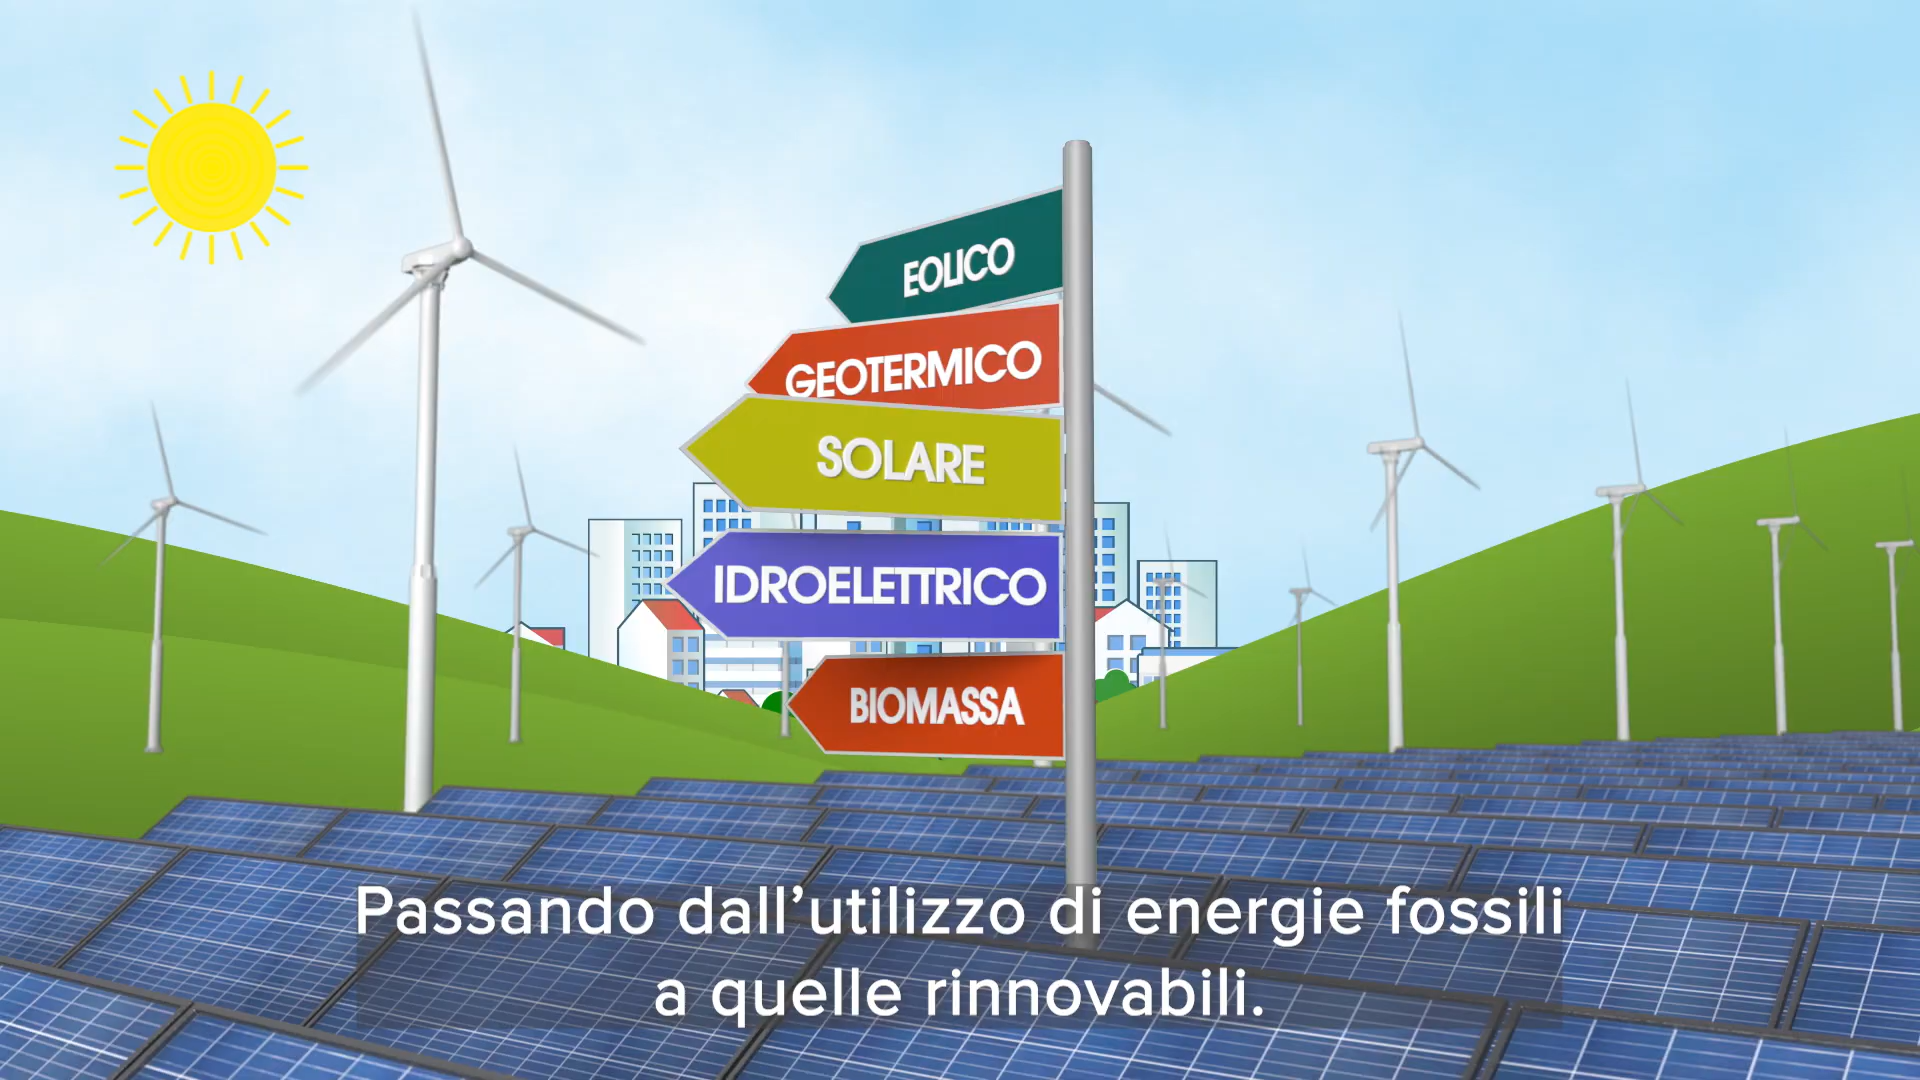 EOLICO
GEOTERMICO
SOLARE
IDROELETTRICO
BIOMASSA
Passando dall’utilizzo di energie fossili
a quelle rinnovabili.